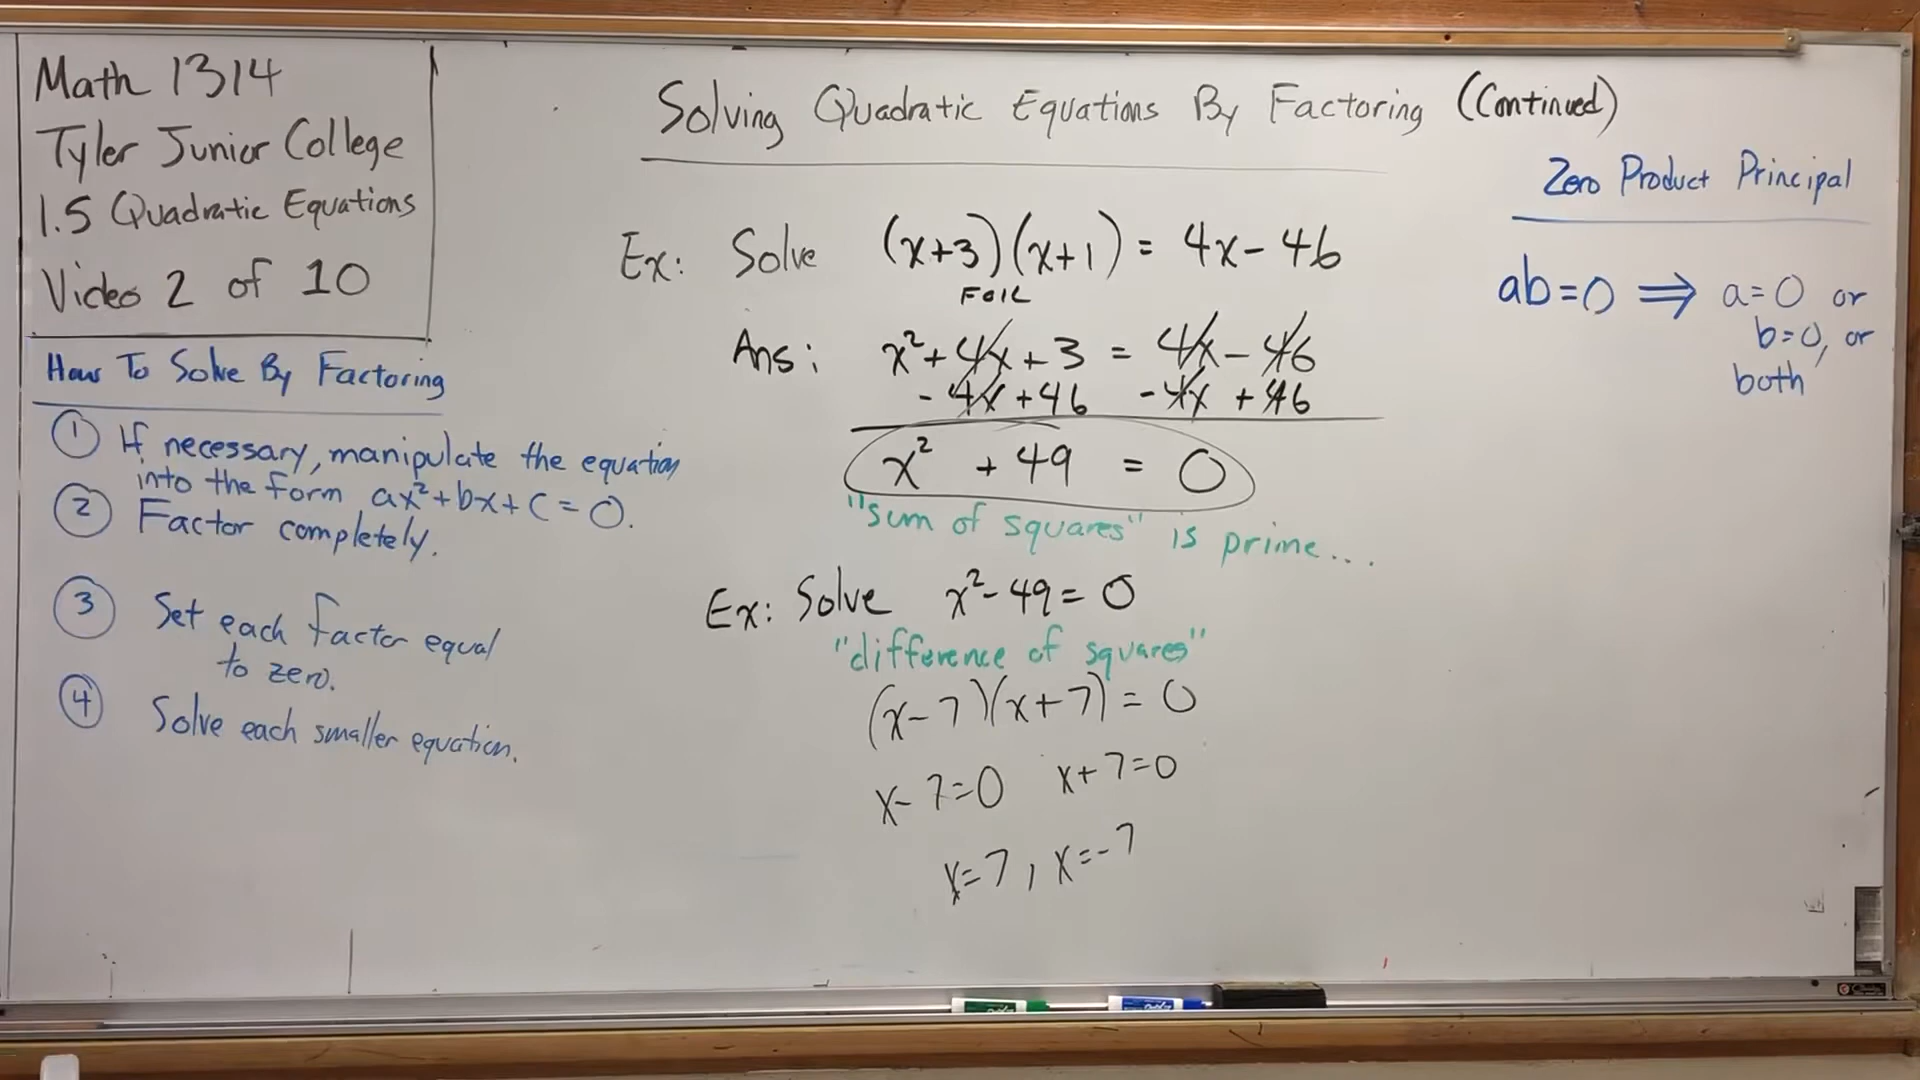 Math 1314
Tyler Junior College
1.5 Quadratic Equations
Video 2 of 10
How To Solve By Factoring
① If necessary, manipulate the equation
into the form ax²+bx+c=0.
② Factor completely.
③ Set each factor equal
to zero.
④ Solve each smaller equation.
Solving Quadratic Equations By Factoring (Continued)
Ex: Solve (x+3)(x+1) = 4x-46
FOIL
Ans: x²+4x+3 = 4x-46
-4x+46 -4x+46
x² +49 = 0
"sum of squares" is prime...
Ex: Solve x²-49=0
"difference of squares"
(x-7)(x+7)=0
x-7=0 x+7=0
x=7, x=-7
Zero Product Principal
ab=0 ⟹ a=0 or
b=0, or
both